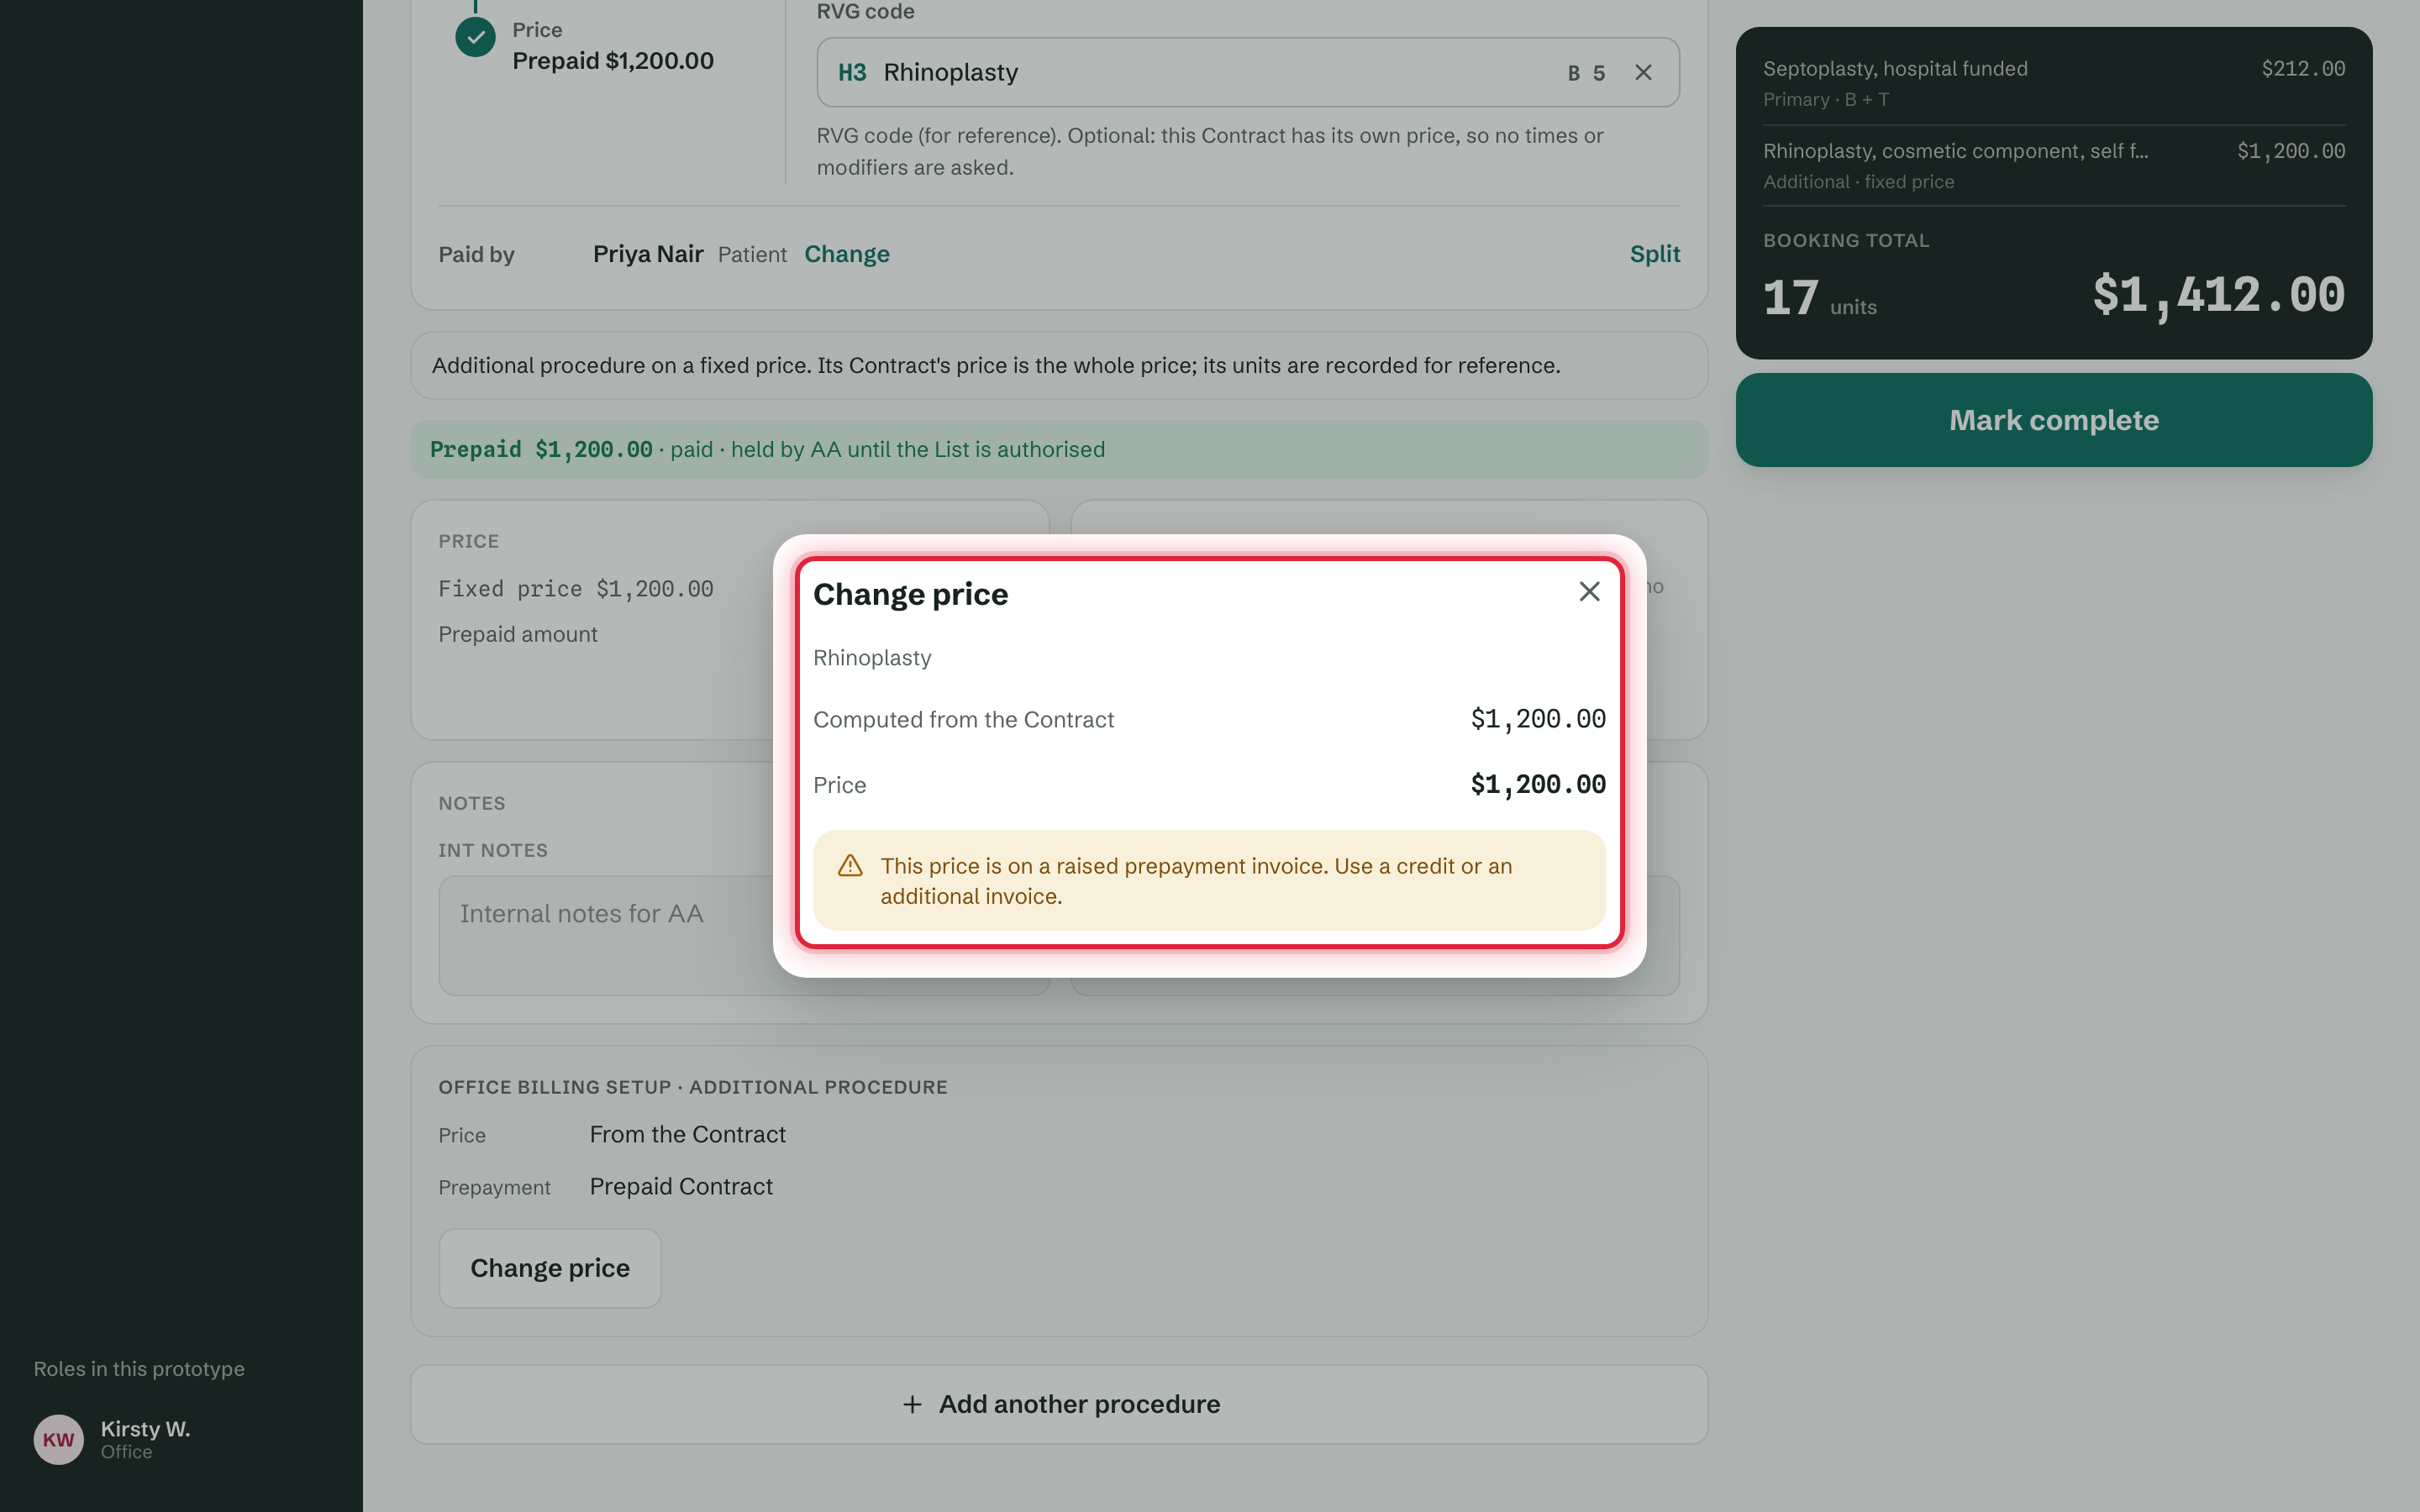 Price
Prepaid $1,200.00
RVG code
H3 Rhinoplasty B 5
RVG code (for reference). Optional: this Contract has its own price, so no times or
modifiers are asked.
Paid by Priya Nair Patient Change Split
Additional procedure on a fixed price. Its Contract's price is the whole price; its units are recorded for reference.
Prepaid $1,200.00 · paid · held by AA until the List is authorised
PRICE
Fixed price $1,200.00
Prepaid amount
NOTES
INT NOTES
Internal notes for AA
Change price
Rhinoplasty
Computed from the Contract $1,200.00
Price $1,200.00
This price is on a raised prepayment invoice. Use a credit or an
additional invoice.
OFFICE BILLING SETUP · ADDITIONAL PROCEDURE
Price From the Contract
Prepayment Prepaid Contract
Change price
+ Add another procedure
Septoplasty, hospital funded $212.00
Primary · B + T
Rhinoplasty, cosmetic component, self f... $1,200.00
Additional · fixed price
BOOKING TOTAL
17 units $1,412.00
Mark complete
Roles in this prototype
KW Kirsty W.
Office